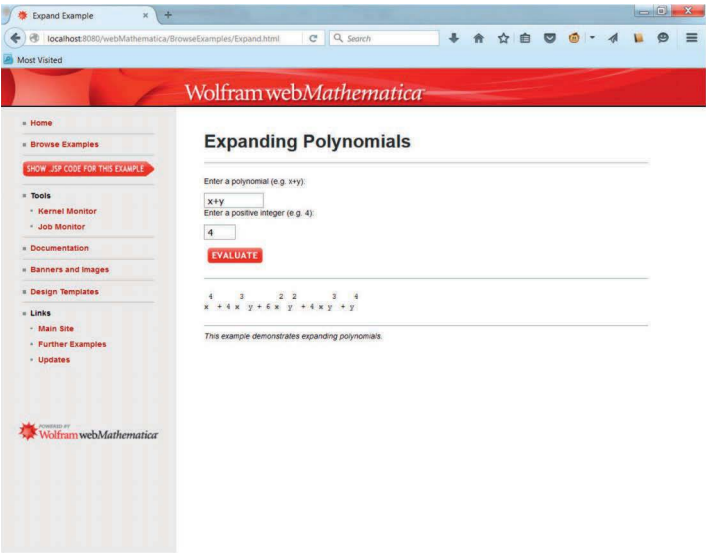 Expand Example
localhost:8080/webMathematica/BrowseExamples/Expand.html
Search
Most Visited
Wolfram webMathematica
Home
Browse Examples
SHOW .JSP CODE FOR THIS EXAMPLE
Tools
Kernel Monitor
Job Monitor
Documentation
Banners and Images
Design Templates
Links
Main Site
Further Examples
Updates
POWERED BY
Wolfram webMathematica
Expanding Polynomials
Enter a polynomial (e.g. x+y):
x+y
Enter a positive integer (e.g. 4):
4
EVALUATE
4      3      2  2      3    4
x  + 4 x  y + 6 x  y  + 4 x y  + y
This example demonstrates expanding polynomials.